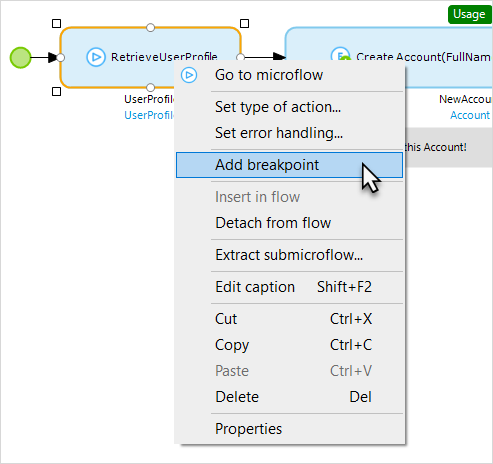 Usage
RetrieveUserProfile
Create Account(FullNam
Go to microflow
UserProfile
NewAccou
Set type of action...
UserProfile
Account
Set error handling...
this Account!
Add breakpoint
Insert in flow
Detach from flow
Extract submicroflow...
Edit caption Shift+F2
Cut Ctrl+X
Copy Ctrl+C
Paste Ctrl+V
Delete Del
Properties